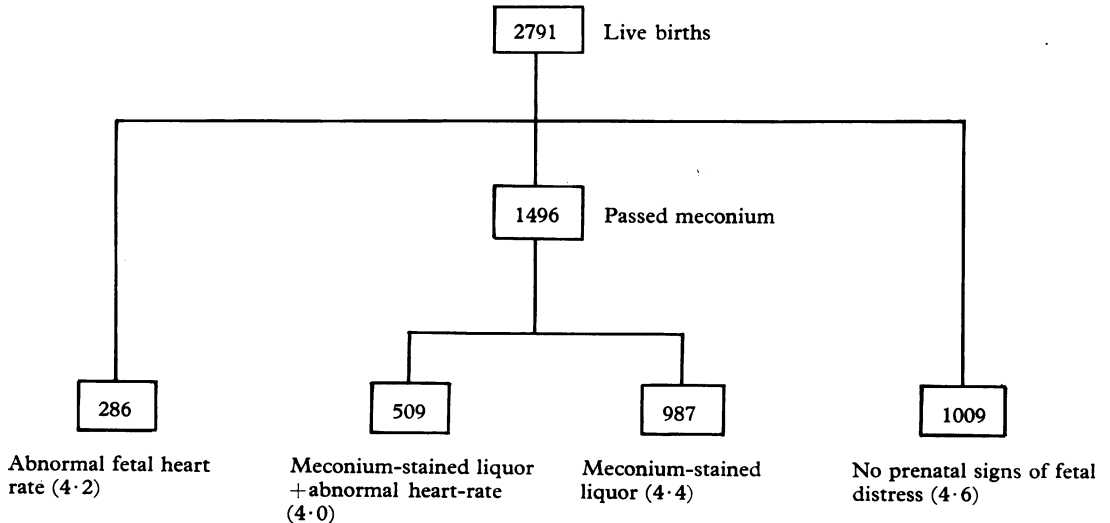 2791 Live births
1496 Passed meconium
286
509
987
1009
Abnormal fetal heart
rate (4·2)
Meconium-stained liquor
+abnormal heart-rate
(4·0)
Meconium-stained
liquor (4·4)
No prenatal signs of fetal
distress (4·6)